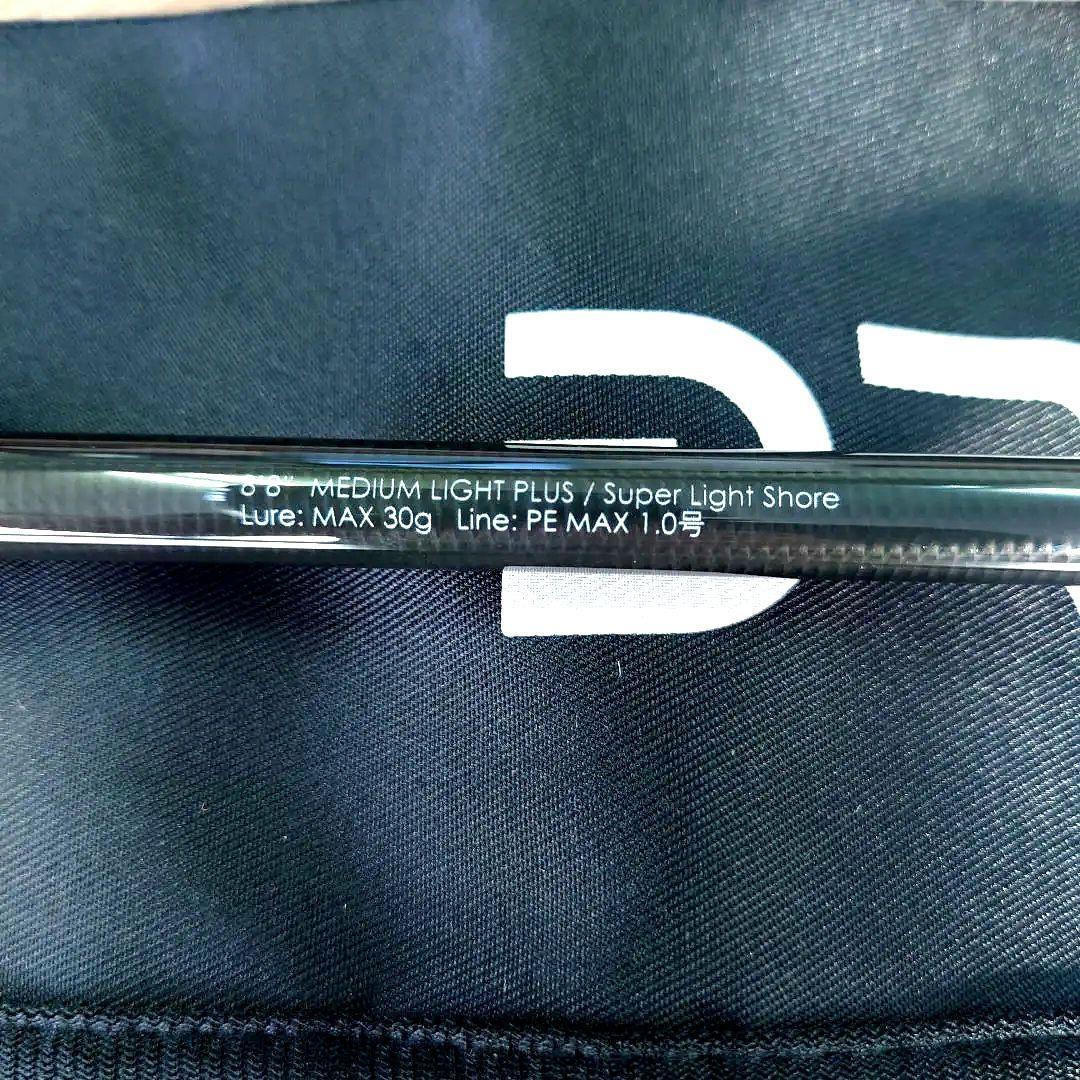 8'8" MEDIUM LIGHT PLUS / Super Light Shore
Lure: MAX 30g Line: PE MAX 1.0号